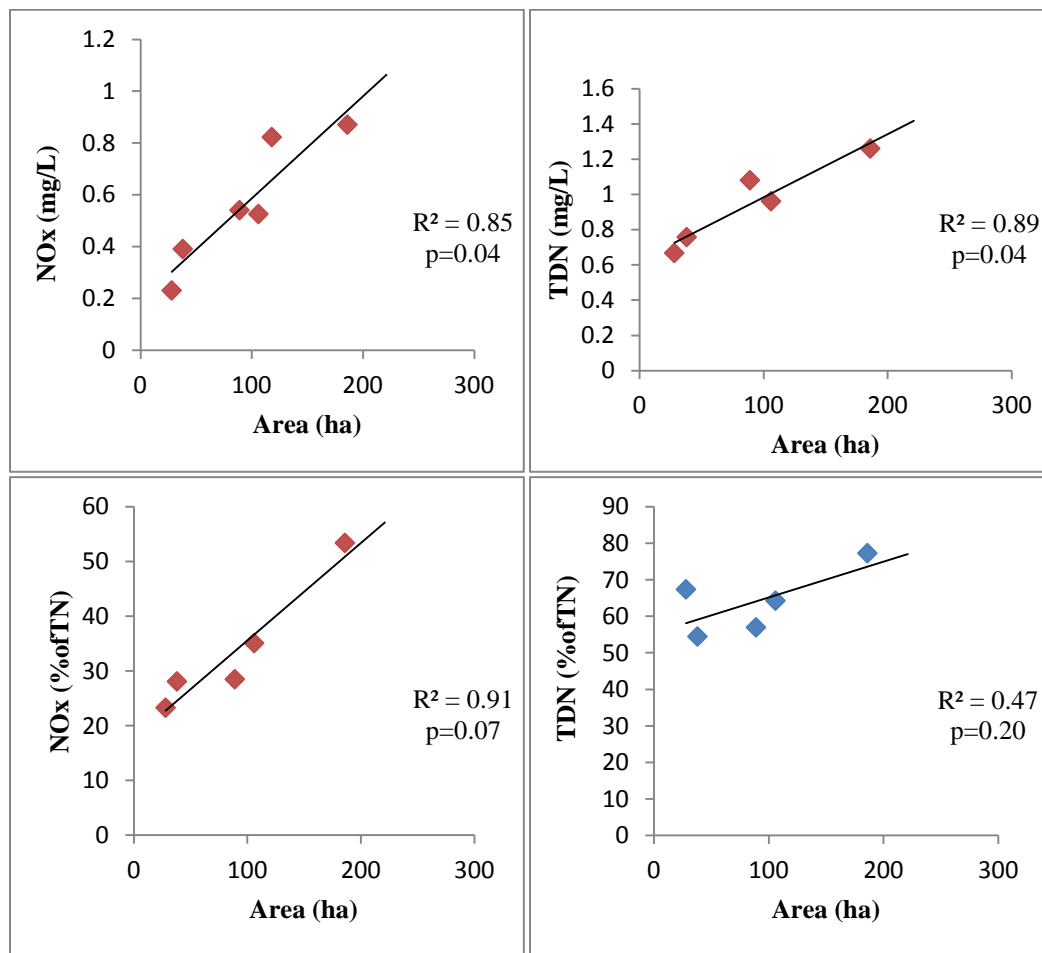 1.2
1
0.8
0.6
0.4
0.2
0
0 100 200 300
NOx (mg/L)
Area (ha)
R² = 0.85
p=0.04
1.6
1.4
1.2
1
0.8
0.6
0.4
0.2
0
0 100 200 300
TDN (mg/L)
Area (ha)
R² = 0.89
p=0.04
60
50
40
30
20
10
0
0 100 200 300
NOx (%ofTN)
Area (ha)
R² = 0.91
p=0.07
90
80
70
60
50
40
30
20
10
0
0 100 200 300
TDN (%ofTN)
Area (ha)
R² = 0.47
p=0.20